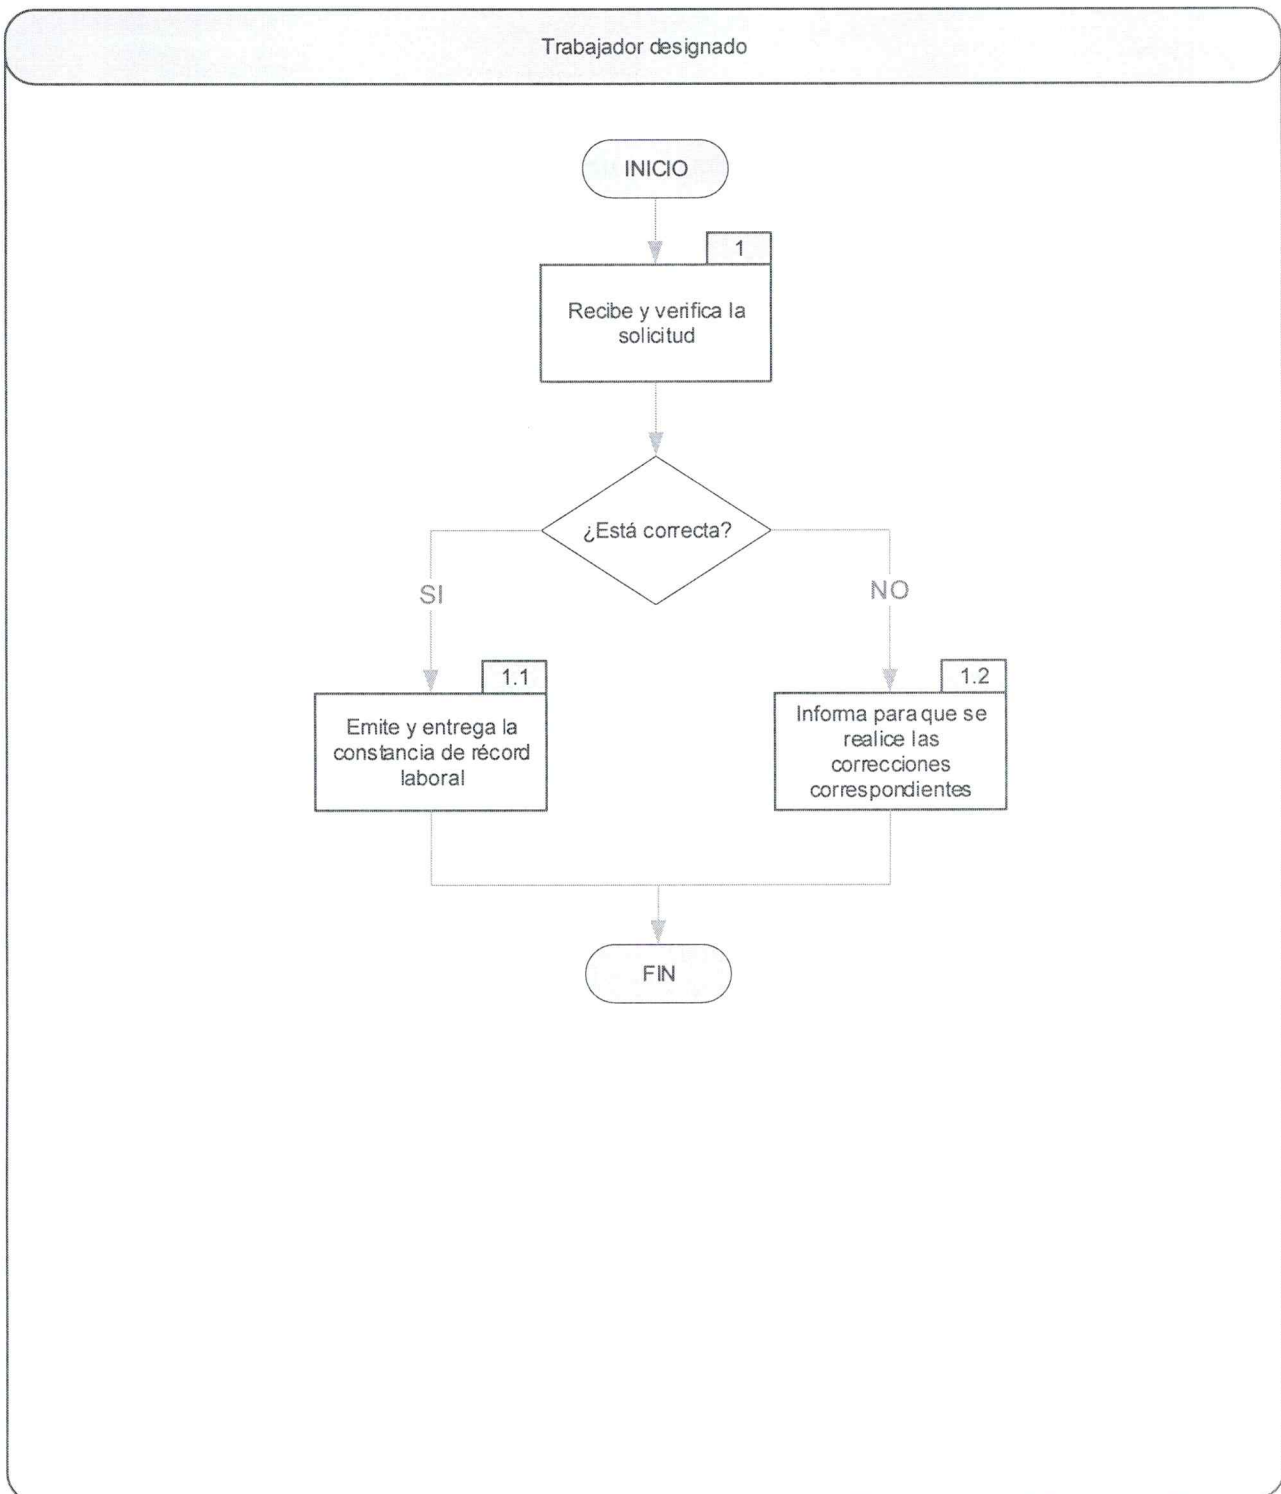 Trabajador designado
INICIO
1
Recibe y verifica la
solicitud
¿Está correcta?
SI
NO
1.1
Emite y entrega la
constancia de récord
laboral
1.2
Informa para que se
realice las
correcciones
correspondientes
FIN